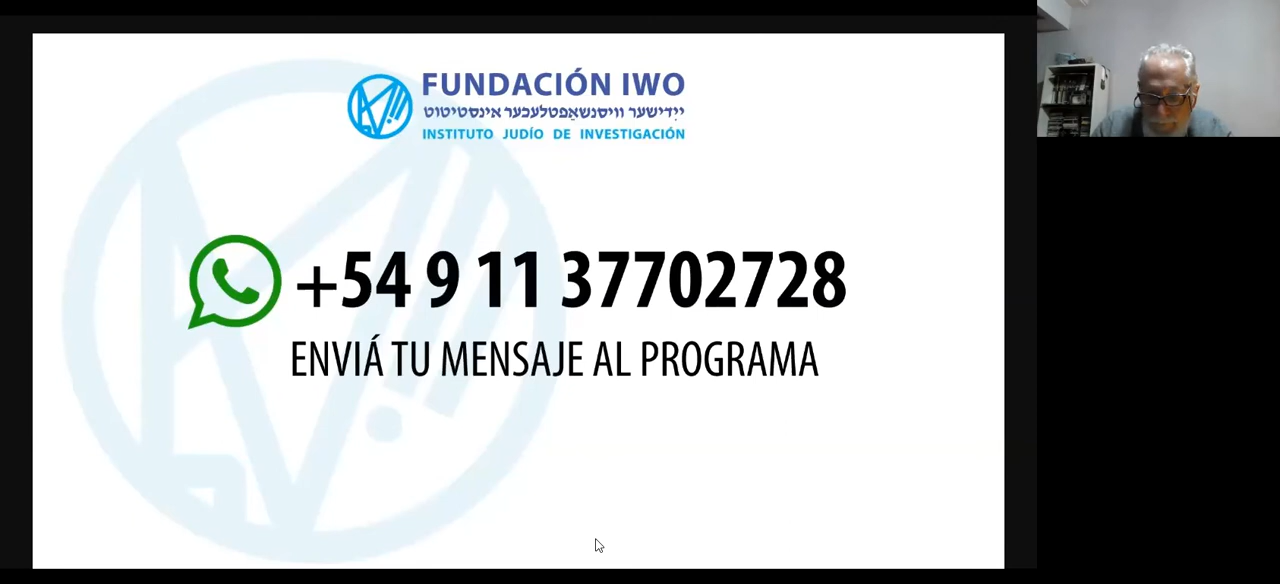 FUNDACIÓN IWO
ייִדישער וויסנשאַפטלעכער אינסטיטוט
INSTITUTO JUDÍO DE INVESTIGACIÓN
+54 9 11 37702728
ENVIÁ TU MENSAJE AL PROGRAMA